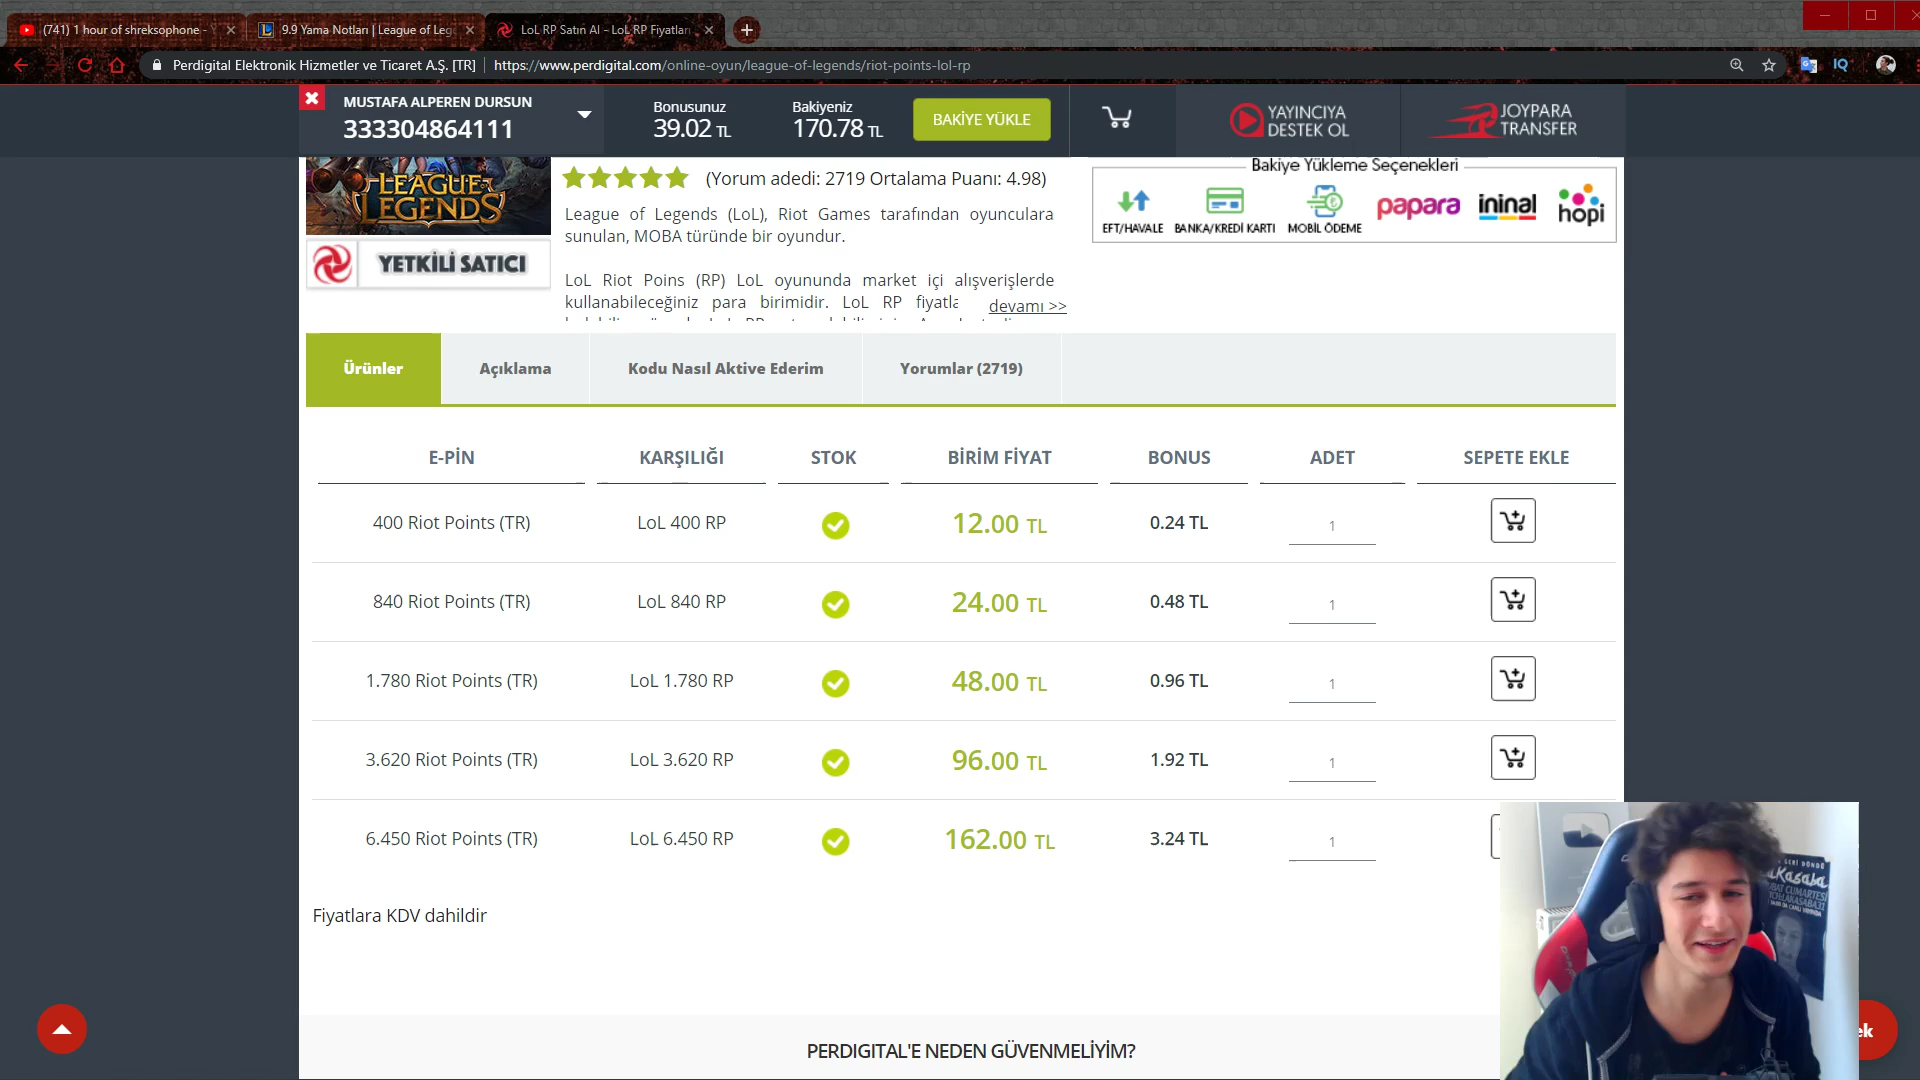 (741) 1 hour of shreksophone - Y
9.9 Yama Notları | League of Leg
LoL RP Satın Al - LoL RP Fiyatları
Perdigital Elektronik Hizmetler ve Ticaret A.Ş. [TR] | https://www.perdigital.com/online-oyun/league-of-legends/riot-points-lol-rp
IQ
MUSTAFA ALPEREN DURSUN
333304864111
Bonusunuz
39.02 TL
Bakiyeniz
170.78 TL
BAKİYE YÜKLE
YAYINCIYA
DESTEK OL
JOYPARA
TRANSFER
LEAGUE OF
LEGENDS
YETKİLİ SATICI
(Yorum adedi: 2719 Ortalama Puanı: 4.98)
League of Legends (LoL), Riot Games tarafından oyunculara
sunulan, MOBA türünde bir oyundur.
LoL Riot Poins (RP) LoL oyununda market içi alışverişlerde
kullanabileceğiniz para birimidir. LoL RP fiyatla
devamı >>
Bakiye Yükleme Seçenekleri
EFT/HAVALE
BANKA/KREDİ KARTI
MOBİL ÖDEME
papara
ininal
hopi
Ürünler
Açıklama
Kodu Nasıl Aktive Ederim
Yorumlar (2719)
E-PİN KARŞILIĞI STOK BİRİM FİYAT BONUS ADET SEPETE EKLE
400 Riot Points (TR) LoL 400 RP 12.00 TL 0.24 TL 1
840 Riot Points (TR) LoL 840 RP 24.00 TL 0.48 TL 1
1.780 Riot Points (TR) LoL 1.780 RP 48.00 TL 0.96 TL 1
3.620 Riot Points (TR) LoL 3.620 RP 96.00 TL 1.92 TL 1
6.450 Riot Points (TR) LoL 6.450 RP 162.00 TL 3.24 TL 1
Fiyatlara KDV dahildir
GERİ DÖNDÜ
Kasaba
CUMARTESİ
ek
PERDIGITAL'E NEDEN GÜVENMELİYİM?